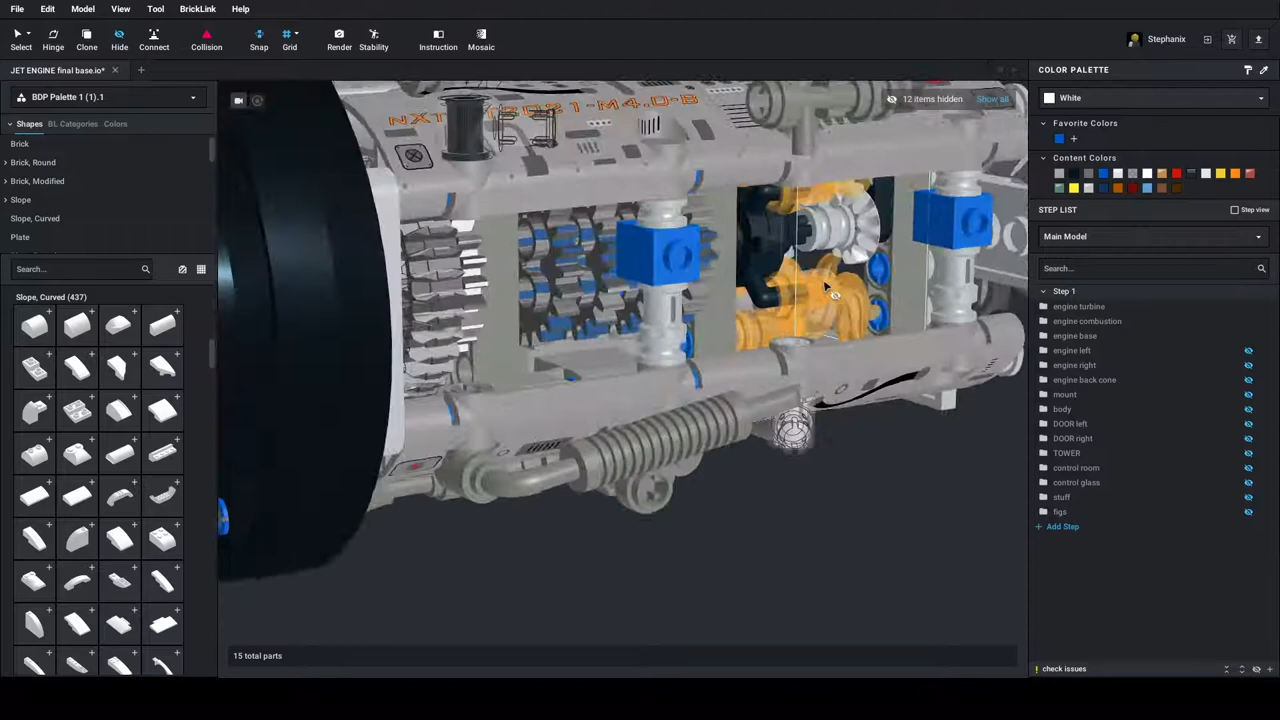 File Edit Model View Tool BrickLink Help
Select Hinge Clone Hide Connect Collision Snap Grid Render Stability Instruction Mosaic
Stephanix
JET ENGINE final base.io*
BDP Palette 1 (1).1
Shapes BL Categories Colors
Brick
Brick, Round
Brick, Modified
Slope
Slope, Curved
Plate
Search...
Slope, Curved (437)
12 items hidden Show all
15 total parts
COLOR PALETTE
White
Favorite Colors
Content Colors
STEP LIST
Step view
Main Model
Search...
Step 1
engine turbine
engine combustion
engine base
engine left
engine right
engine back cone
mount
body
DOOR left
DOOR right
TOWER
control room
control glass
stuff
figs
+ Add Step
! check issues